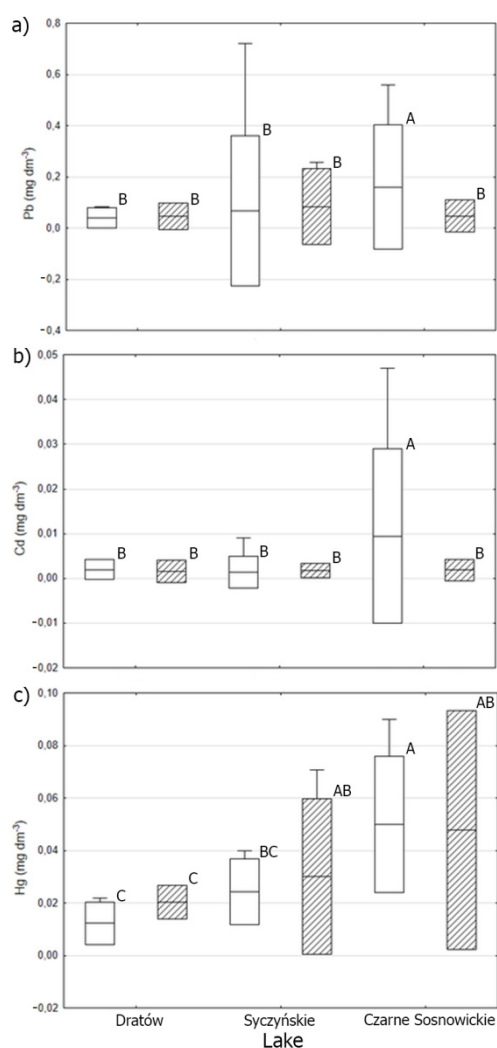 a)
0,8
0,6
0,4
0,2
0,0
−0,2
−0,4
Pb (mg dm⁻³)
B
B
B
B
A
B
b)
0,05
0,04
0,03
0,02
0,01
0,00
−0,01
−0,02
Cd (mg dm⁻³)
B
B
B
B
A
B
c)
0,10
0,08
0,06
0,04
0,02
0,00
−0,02
Hg (mg dm⁻³)
C
C
BC
AB
A
AB
Dratów Syczyńskie Czarne Sosnowickie
Lake